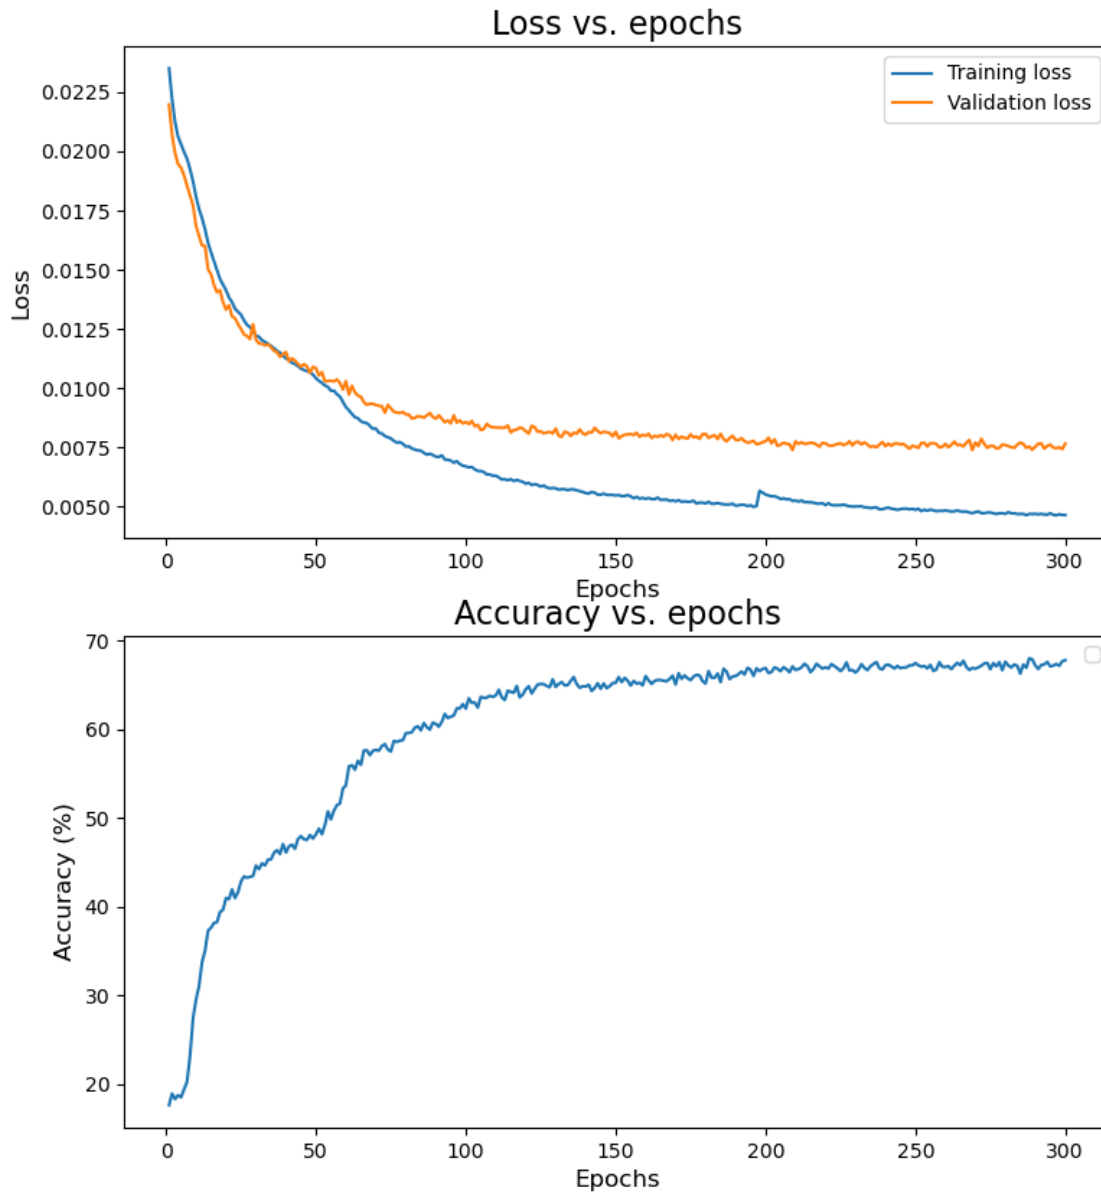 Loss vs. epochs
Training loss
Validation loss
0.0225
0.0200
0.0175
0.0150
0.0125
0.0100
0.0075
0.0050
Loss
0 50 100 150 200 250 300
Epochs
Accuracy vs. epochs
70
60
50
40
30
20
Accuracy (%)
0 50 100 150 200 250 300
Epochs